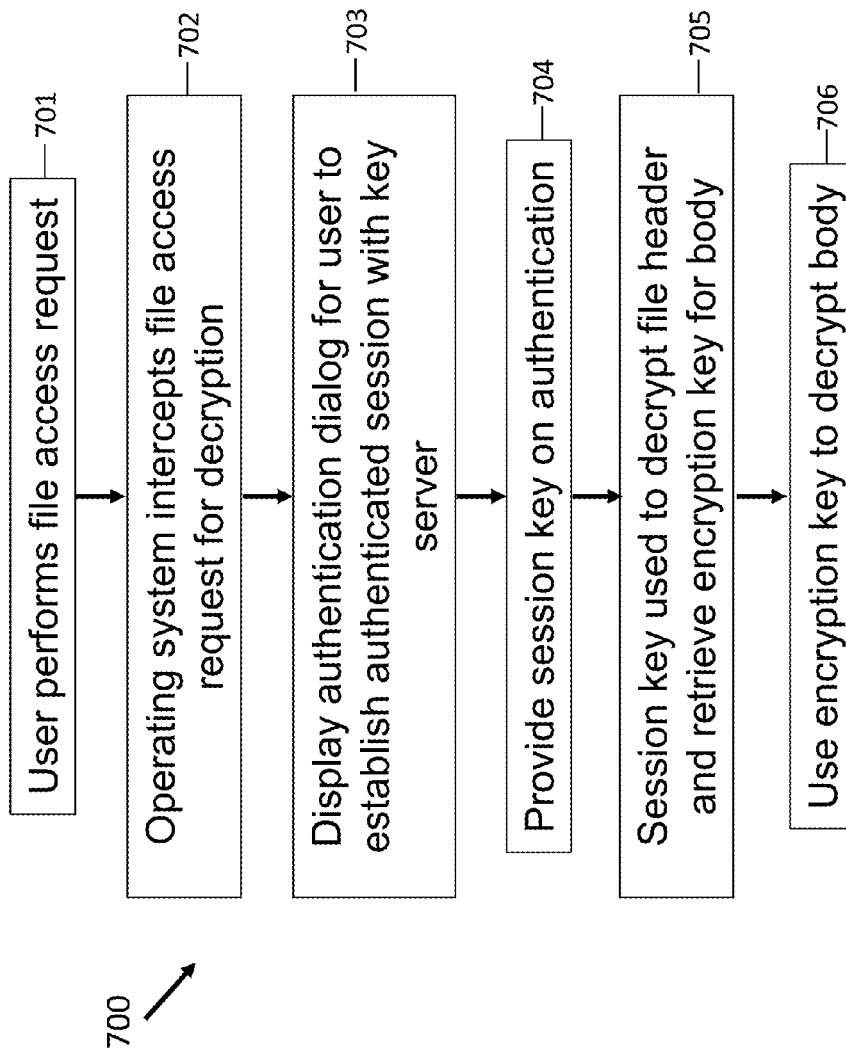 700
User performs file access request
701
Operating system intercepts file access
request for decryption
702
Display authentication dialog for user to
establish authenticated session with key
server
703
Provide session key on authentication
704
Session key used to decrypt file header
and retrieve encryption key for body
705
Use encryption key to decrypt body
706